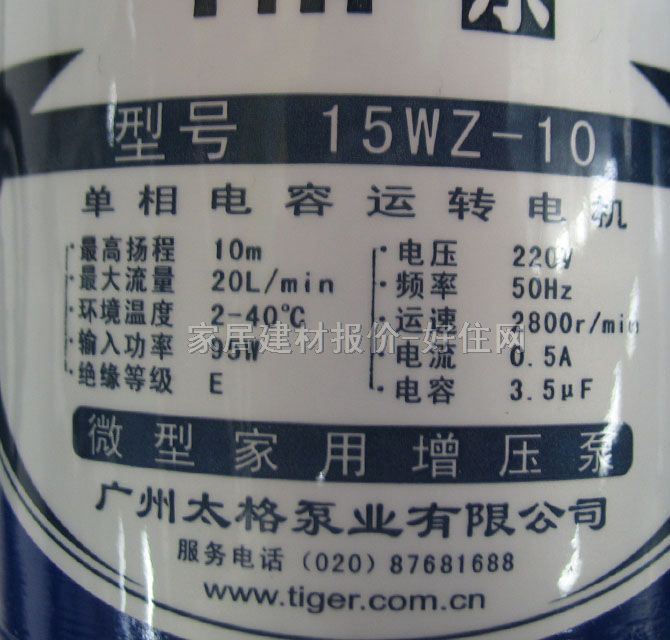 泵
型号 15WZ-10
单相电容运转电机
·最高扬程 10m
·最大流量 20L/min
·环境温度 2-40℃
·输入功率 95W
·绝缘等级 E
·电压 220V
·频率 50Hz
·运速 2800r/min
·电流 0.5A
·电容 3.5μF
家居建材报价-好住网
微型家用增压泵
广州太格泵业有限公司
服务电话 (020) 87681688
www.tiger.com.cn